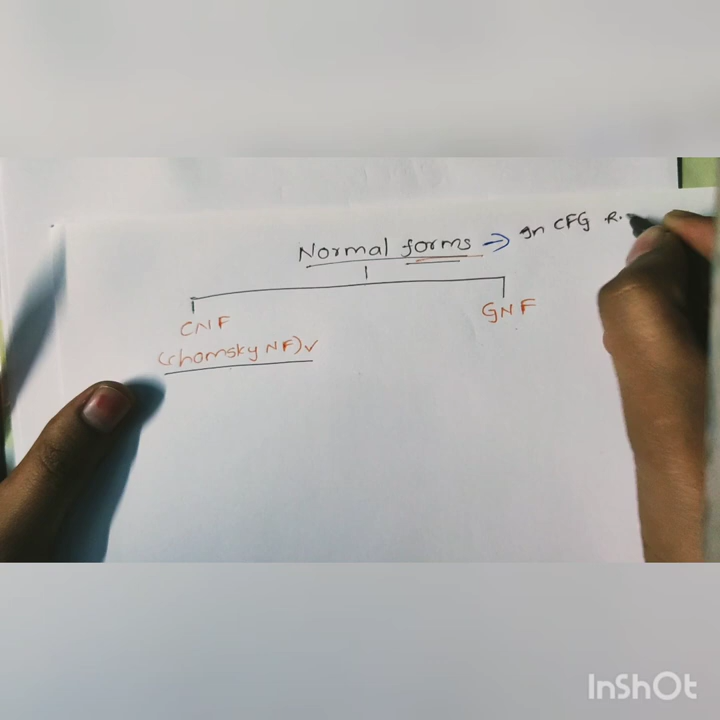 Normal forms → In CFG R.
CNF
GNF
(Chomsky NF) ✓
InShOt